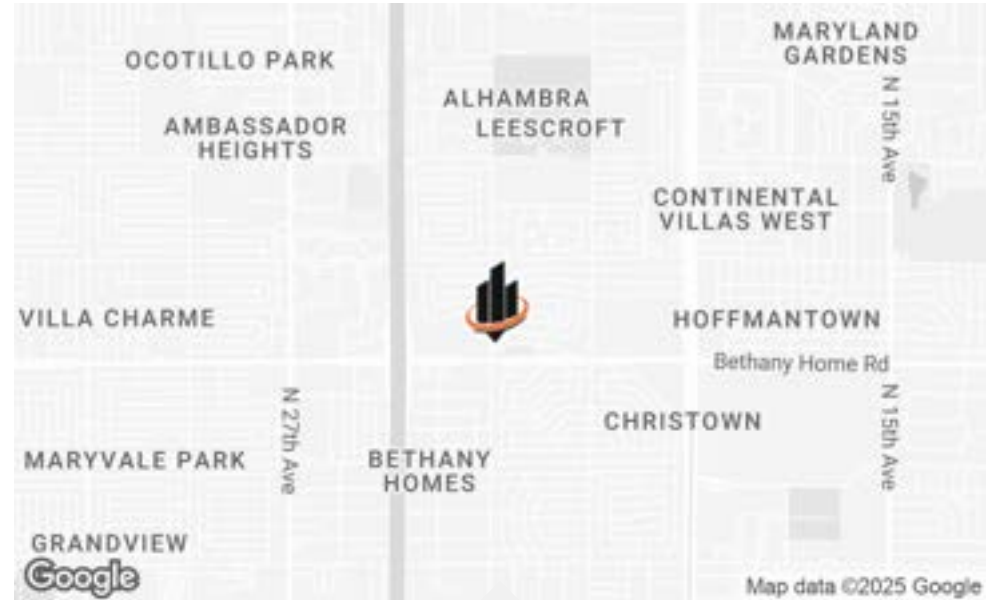 MARYLAND
GARDENS
OCOTILLO PARK
ALHAMBRA
LEESCROFT
AMBASSADOR
HEIGHTS
N 15th Ave
CONTINENTAL
VILLAS WEST
VILLA CHARME
HOFFMANTOWN
Bethany Home Rd
N 27th Ave
CHRISTOWN
N 15th Ave
MARYVALE PARK
BETHANY
HOMES
GRANDVIEW
Google
Map data ©2025 Google